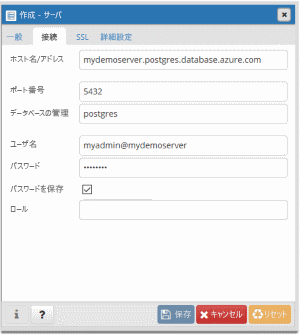 作成 - サーバ
一般 接続 SSL 詳細設定
ホスト名/アドレス mydemoserver.postgres.database.azure.com
ポート番号 5432
データベースの管理 postgres
ユーザ名 myadmin@mydemoserver
パスワード ••••••••
パスワードを保存
ロール
i ? 保存 キャンセル リセット